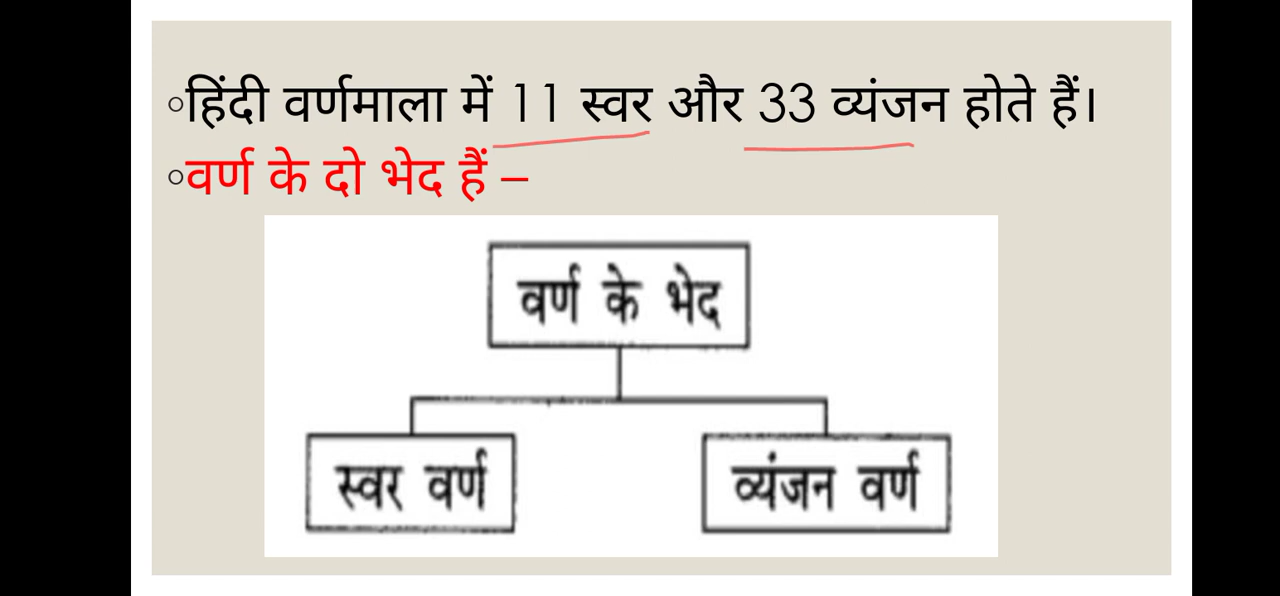 ◦हिंदी वर्णमाला में 11 स्वर और 33 व्यंजन होते हैं।
◦वर्ण के दो भेद हैं –
वर्ण के भेद
स्वर वर्ण
व्यंजन वर्ण